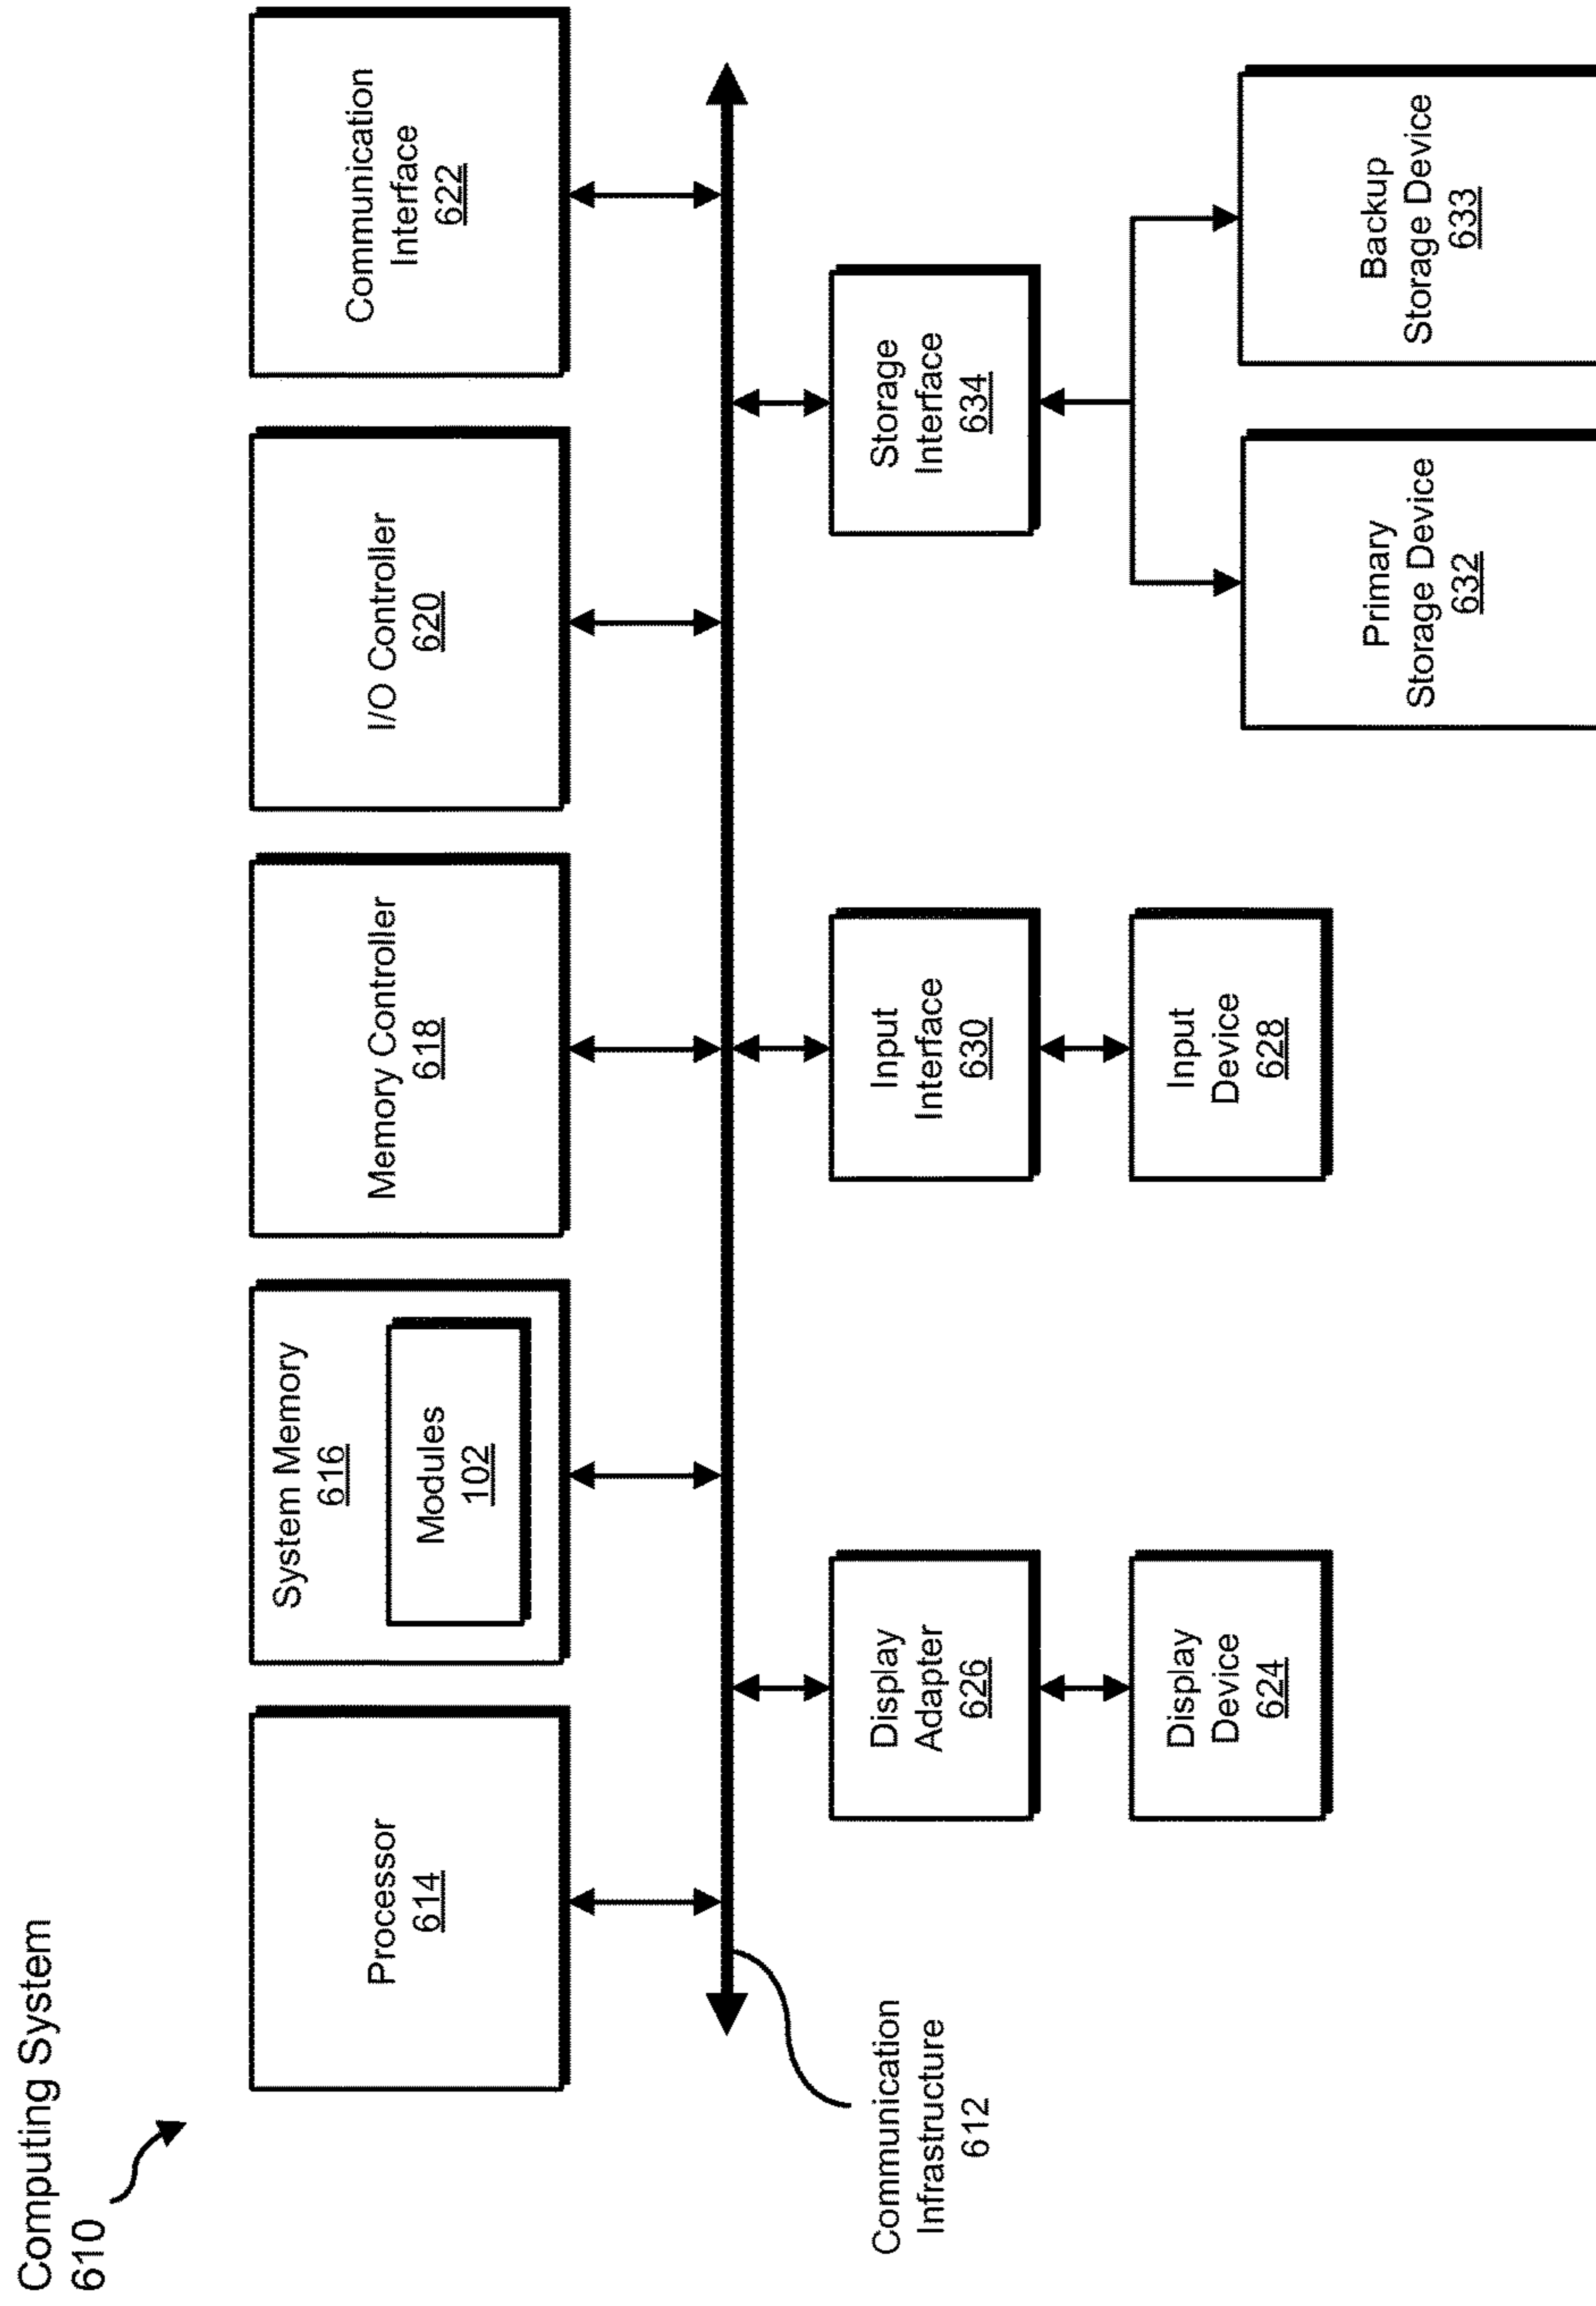 Computing System
610
Processor
614
System Memory
616
Modules
102
Memory Controller
618
I/O Controller
620
Communication
Interface
622
Communication
Infrastructure
612
Display
Adapter
626
Input
Interface
630
Storage
Interface
634
Display
Device
624
Input
Device
628
Primary
Storage Device
632
Backup
Storage Device
633